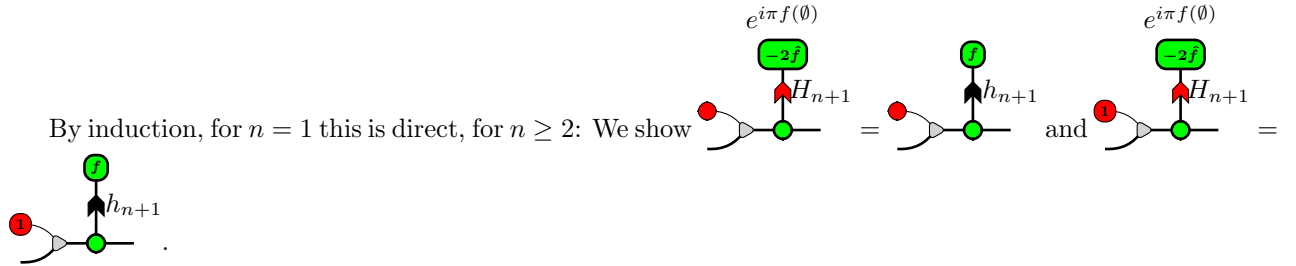 e^{iπf(∅)} e^{iπf(∅)}
-2f̂ f -2f̂
H_{n+1} h_{n+1} 1 H_{n+1}
By induction, for n = 1 this is direct, for n ≥ 2: We show = and =
f
h_{n+1}
1
.